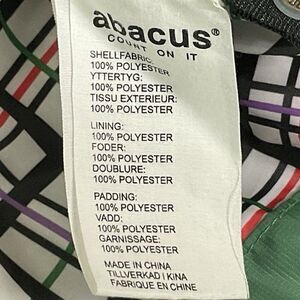 abacus
COUNT ON IT
SHELLFABRIC:
100% POLYESTER
YTTERTYG:
100% POLYESTER
TISSU EXTERIEUR:
100% POLYESTER
LINING:
100% POLYESTER
FODER:
100% POLYESTER
DOUBLURE:
100% POLYESTER
PADDING:
100% POLYESTER
VADD:
100% POLYESTER
GARNISSAGE:
100% POLYESTER
MADE IN CHINA
TILLVERKAD I KINA
FABRIQUE EN CHINE